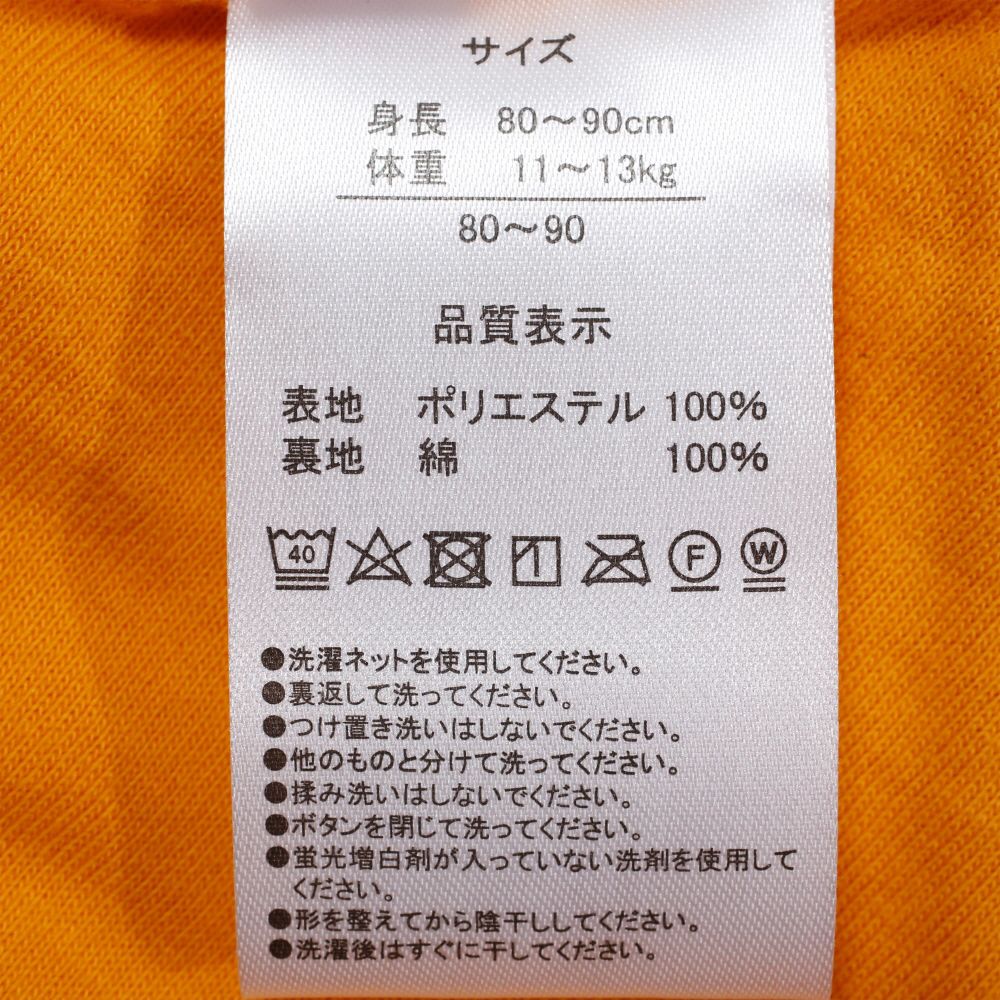 サイズ
身長 80～90cm
体重 11～13kg
80～90
品質表示
表地 ポリエステル 100%
裏地 綿 100%
40 F W
●洗濯ネットを使用してください。
●裏返して洗ってください。
●つけ置き洗いはしないでください。
●他のものと分けて洗ってください。
●揉み洗いはしないでください。
●ボタンを閉じて洗ってください。
●蛍光増白剤が入っていない洗剤を使用して
ください。
●形を整えてから陰干ししてください。
●洗濯後はすぐに干してください。